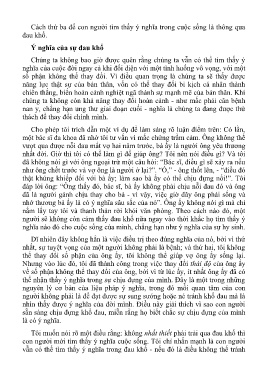 Cách thứ ba để con người tìm thấy ý nghĩa trong cuộc sống là thông qua
đau khổ.
Ý nghĩa của sự đau khổ
Chúng ta không bao giờ được quên rằng chúng ta vẫn có thể tìm thấy ý
nghĩa của cuộc đời ngay cả khi đối diện với một tình huống vô vọng, với một
số phận không thể thay đổi. Vì điều quan trọng là chúng ta sẽ thấy được
năng lực thật sự của bản thân, vốn có thể thay đổi bi kịch cá nhân thành
chiến thắng, biến hoàn cảnh nghiệt ngã thành sự mạnh mẽ của bản thân. Khi
chúng ta không còn khả năng thay đổi hoàn cảnh - như mắc phải căn bệnh
nan y, chẳng hạn ung thư giai đoạn cuối - nghĩa là chúng ta đang được thử
thách để thay đổi chính mình.
Cho phép tôi trích dẫn một ví dụ để làm sáng rõ luận điểm trên: Có lần,
một bác sĩ đa khoa đã nhờ tôi tư vấn vì mắc chứng trầm cảm. Ông không thể
vượt qua được nỗi đau mất vợ hai năm trước, bà ấy là người ông yêu thương
nhất đời. Giờ thì tôi có thể làm gì để giúp ông? Tôi nên nói điều gì? Và tôi
đã không nói gì với ông ngoại trừ một câu hỏi: “Bác sĩ, điều gì sẽ xảy ra nếu
như ông chết trước và vợ ông là người ở lại?”. “Ồ,” - ông thốt lên, - “điều đó
thật khủng khiếp đối với bà ấy; làm sao bà ấy có thể chịu đựng nổi!”. Tôi
đáp lời ông: “Ông thấy đó, bác sĩ, bà ấy không phải chịu nỗi đau đó và ông
đã là người gánh chịu thay cho bà - vì vậy, việc giờ đây ông phải sống và
nhớ thương bà ấy là có ý nghĩa sâu sắc của nó”. Ông ấy không nói gì mà chỉ
nắm lấy tay tôi và thanh thản rời khỏi văn phòng. Theo cách nào đó, một
người sẽ không còn cảm thấy đau khổ nữa ngay vào thời khắc họ tìm thấy ý
nghĩa nào đó cho cuộc sống của mình, chẳng hạn như ý nghĩa của sự hy sinh.
Dĩ nhiên đây không hẳn là việc điều trị theo đúng nghĩa của nó, bởi vì thứ
nhất, sự tuyệt vọng của một người không phải là bệnh; và thứ hai, tôi không
thể thay đổi số phận của ông ấy, tôi không thể giúp vợ ông ấy sống lại.
Nhưng vào lúc đó, tôi đã thành công trong việc thay đổi thái độ của ông ấy
về số phận không thể thay đổi của ông, bởi vì từ lúc ấy, ít nhất ông ấy đã có
thể nhận thấy ý nghĩa trong sự chịu đựng của mình. Đây là một trong những
nguyên lý cơ bản của liệu pháp ý nghĩa, trong đó mối quan tâm của con
người không phải là để đạt được sự sung sướng hoặc né tránh khổ đau mà là
nhìn thấy được ý nghĩa của đời mình. Điều này giải thích vì sao con người
sẵn sàng chịu đựng khổ đau, miễn rằng họ biết chắc sự chịu đựng của mình
là có ý nghĩa.
Tôi muốn nói rõ một điều rằng: không nhất thiết phải trải qua đau khổ thì
con người mới tìm thấy ý nghĩa cuộc sống. Tôi chỉ nhấn mạnh là con người
vẫn có thể tìm thấy ý nghĩa trong đau khổ - nếu đó là điều không thể tránh